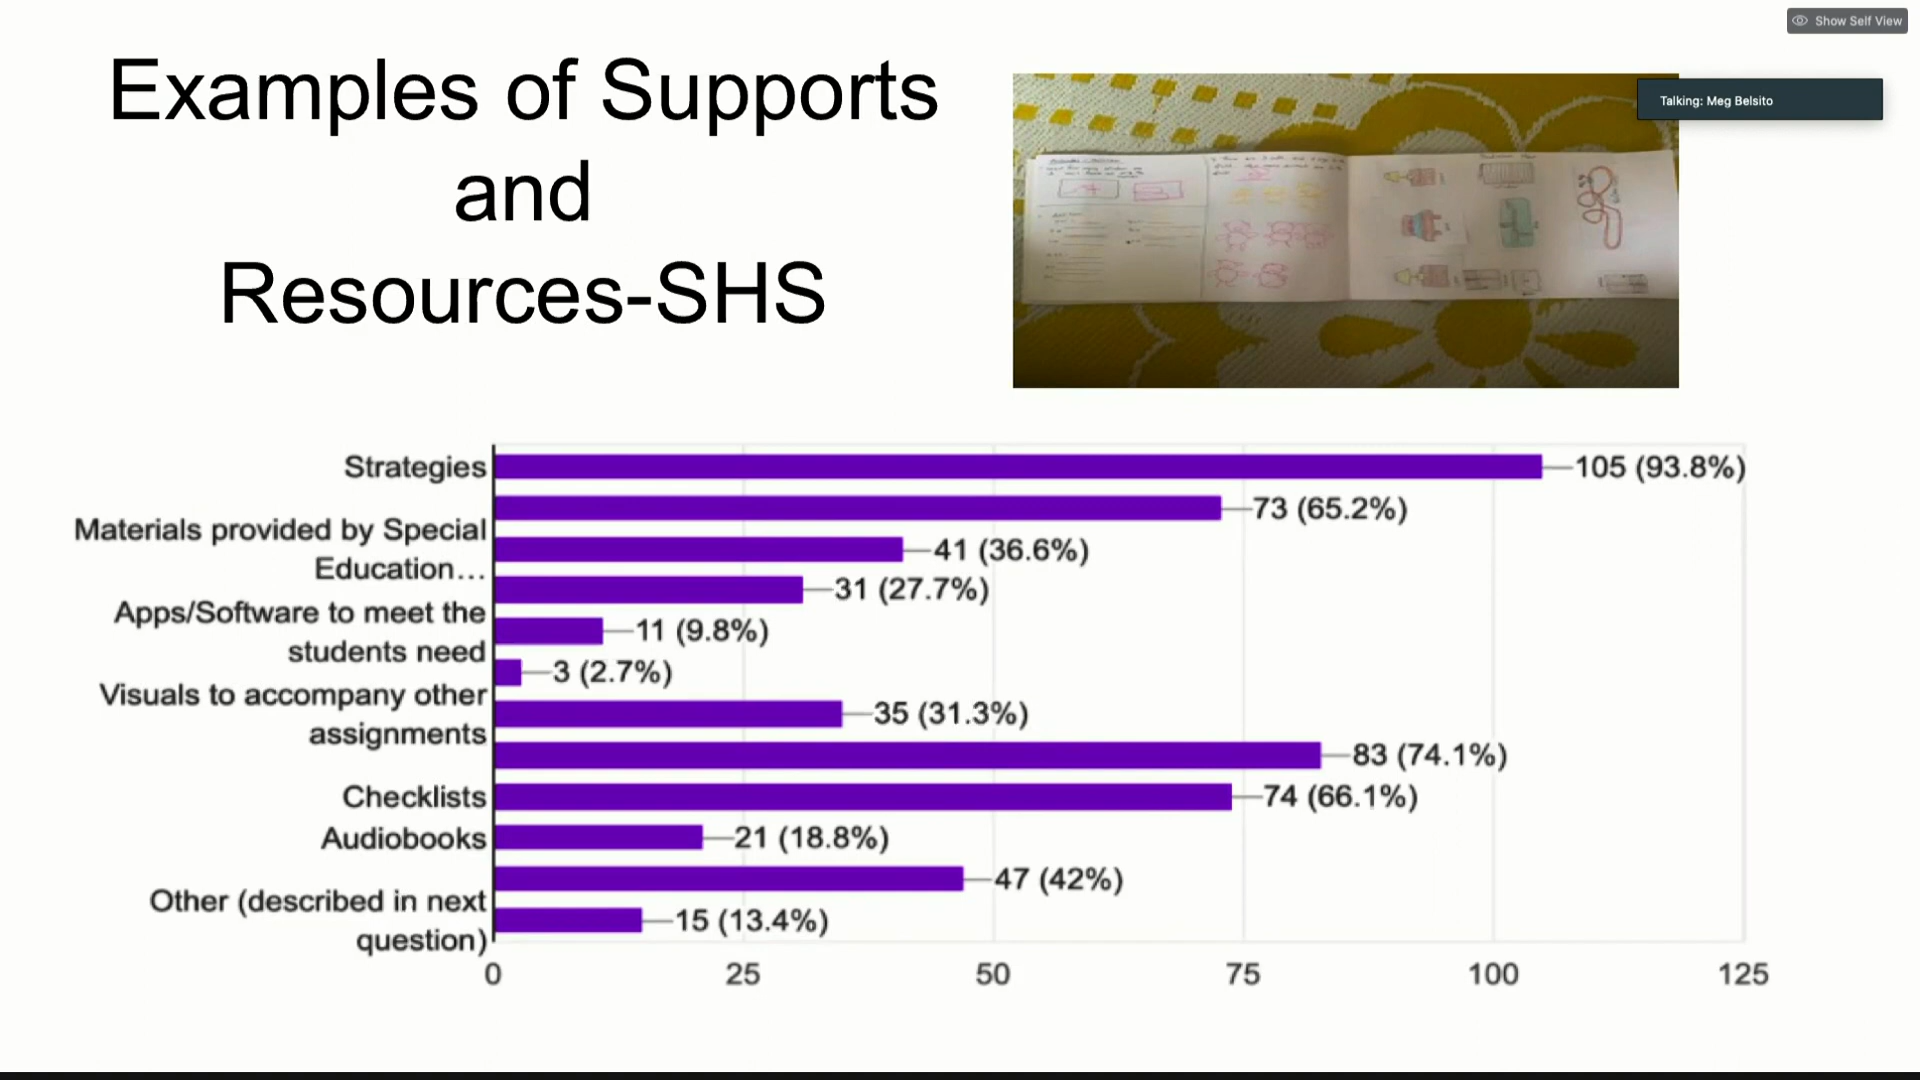 Show Self View
Examples of Supports
and
Resources-SHS
Talking: Meg Belsito
Strategies
105 (93.8%)
73 (65.2%)
Materials provided by Special
Education…
41 (36.6%)
31 (27.7%)
Apps/Software to meet the
students need
11 (9.8%)
3 (2.7%)
Visuals to accompany other
assignments
35 (31.3%)
83 (74.1%)
Checklists
74 (66.1%)
Audiobooks
21 (18.8%)
47 (42%)
Other (described in next
question)
15 (13.4%)
0 25 50 75 100 125